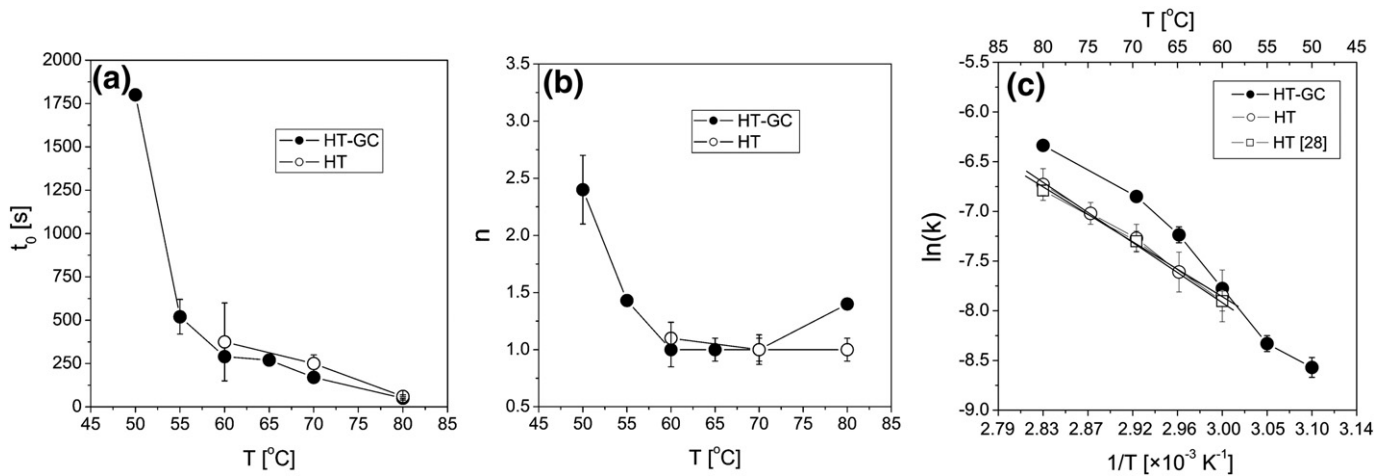 (a)
2000
1750
1500
1250
1000
750
500
250
0
t₀ [s]
HT-GC
HT
45 50 55 60 65 70 75 80 85
T [°C]
(b)
3.5
3.0
2.5
2.0
1.5
1.0
0.5
n
HT-GC
HT
45 50 55 60 65 70 75 80 85
T [°C]
T [°C]
85 80 75 70 65 60 55 50 45
(c)
-5.5
-6.0
-6.5
-7.0
-7.5
-8.0
-8.5
-9.0
ln(k)
HT-GC
HT
HT [28]
2.79 2.83 2.87 2.92 2.96 3.00 3.05 3.10 3.14
1/T [×10⁻³ K⁻¹]